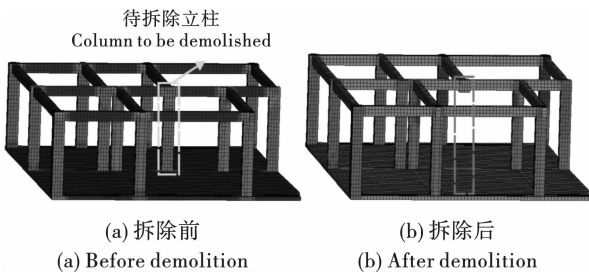 待拆除立柱
Column to be demolished
(a) 拆除前
(a) Before demolition
(b) 拆除后
(b) After demolition